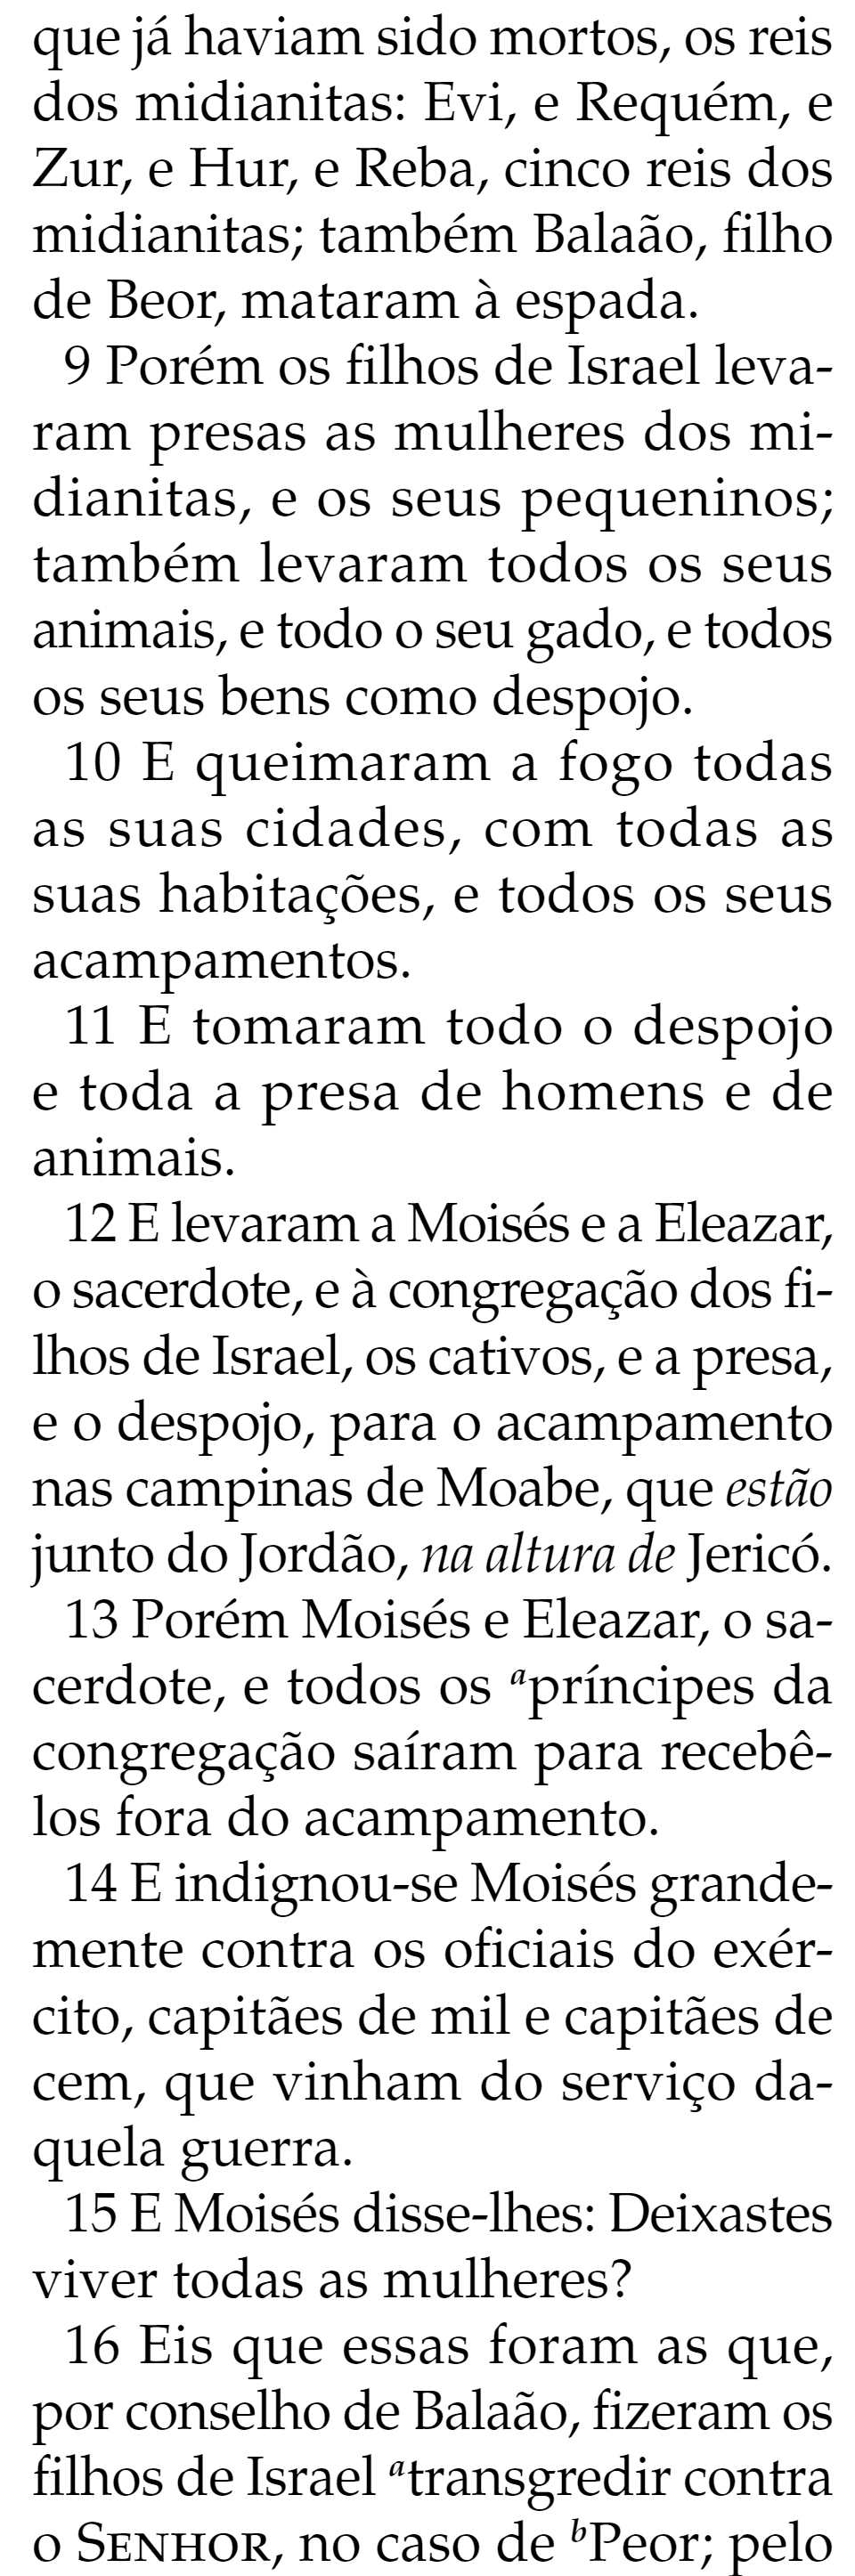 que já haviam sido mortos, os reis
dos midianitas: Evi, e Requém, e
Zur, e Hur, e Reba, cinco reis dos
midianitas; também Balaão, filho
de Beor, mataram à espada.
9 Porém os filhos de Israel leva-
ram presas as mulheres dos mi-
dianitas, e os seus pequeninos;
também levaram todos os seus
animais, e todo o seu gado, e todos
os seus bens como despojo.
10 E queimaram a fogo todas
as suas cidades, com todas as
suas habitações, e todos os seus
acampamentos.
11 E tomaram todo o despojo
e toda a presa de homens e de
animais.
12 E levaram a Moisés e a Eleazar,
o sacerdote, e à congregação dos fi-
lhos de Israel, os cativos, e a presa,
e o despojo, para o acampamento
nas campinas de Moabe, que estão
junto do Jordão, na altura de Jericó.
13 Porém Moisés e Eleazar, o sa-
cerdote, e todos os apríncipes da
congregação saíram para recebê-
los fora do acampamento.
14 E indignou-se Moisés grande-
mente contra os oficiais do exér-
cito, capitães de mil e capitães de
cem, que vinham do serviço da-
quela guerra.
15 E Moisés disse-lhes: Deixastes
viver todas as mulheres?
16 Eis que essas foram as que,
por conselho de Balaão, fizeram os
filhos de Israel atransgredir contra
o SENHOR, no caso de bPeor; pelo